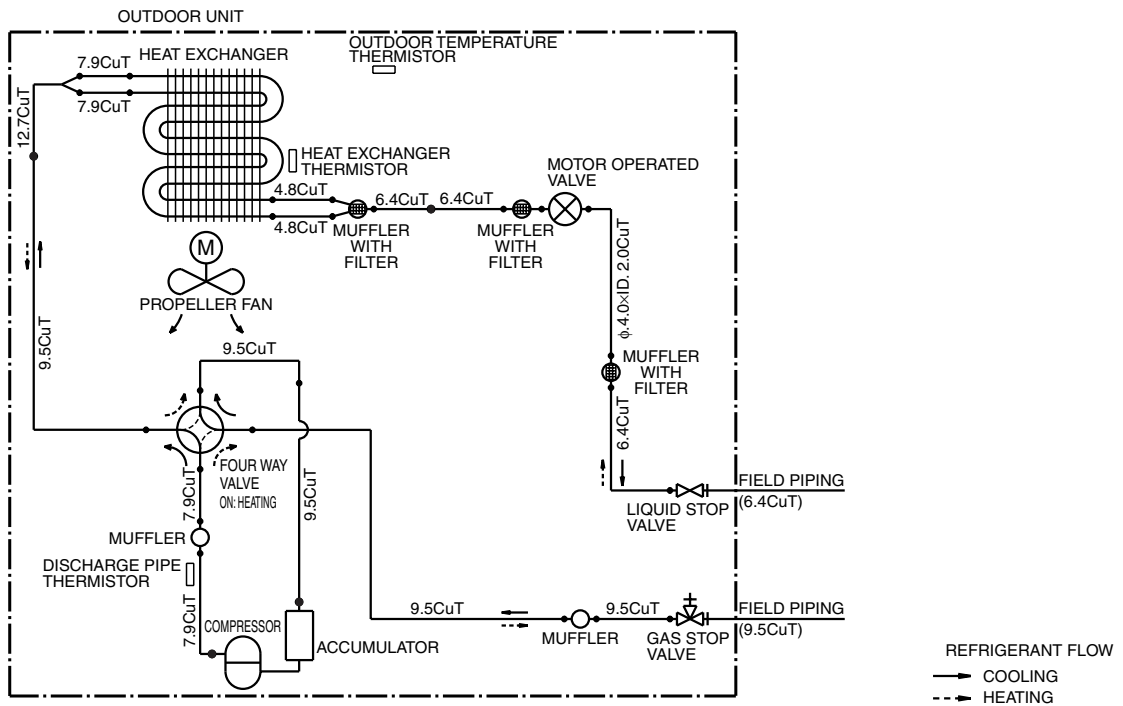 OUTDOOR UNIT
HEAT EXCHANGER
OUTDOOR TEMPERATURE
THERMISTOR
7.9CuT
7.9CuT
12.7CuT
HEAT EXCHANGER
THERMISTOR
MOTOR OPERATED
VALVE
4.8CuT
4.8CuT
6.4CuT
6.4CuT
MUFFLER
WITH
FILTER
MUFFLER
WITH
FILTER
M
PROPELLER FAN
ϕ.4.0×ID. 2.0CuT
9.5CuT
9.5CuT
MUFFLER
WITH
FILTER
6.4CuT
FOUR WAY
VALVE
ON: HEATING
7.9CuT
9.5CuT
FIELD PIPING
(6.4CuT)
LIQUID STOP
VALVE
MUFFLER
DISCHARGE PIPE
THERMISTOR
7.9CuT
COMPRESSOR
ACCUMULATOR
9.5CuT
9.5CuT
MUFFLER
GAS STOP
VALVE
FIELD PIPING
(9.5CuT)
REFRIGERANT FLOW
COOLING
HEATING